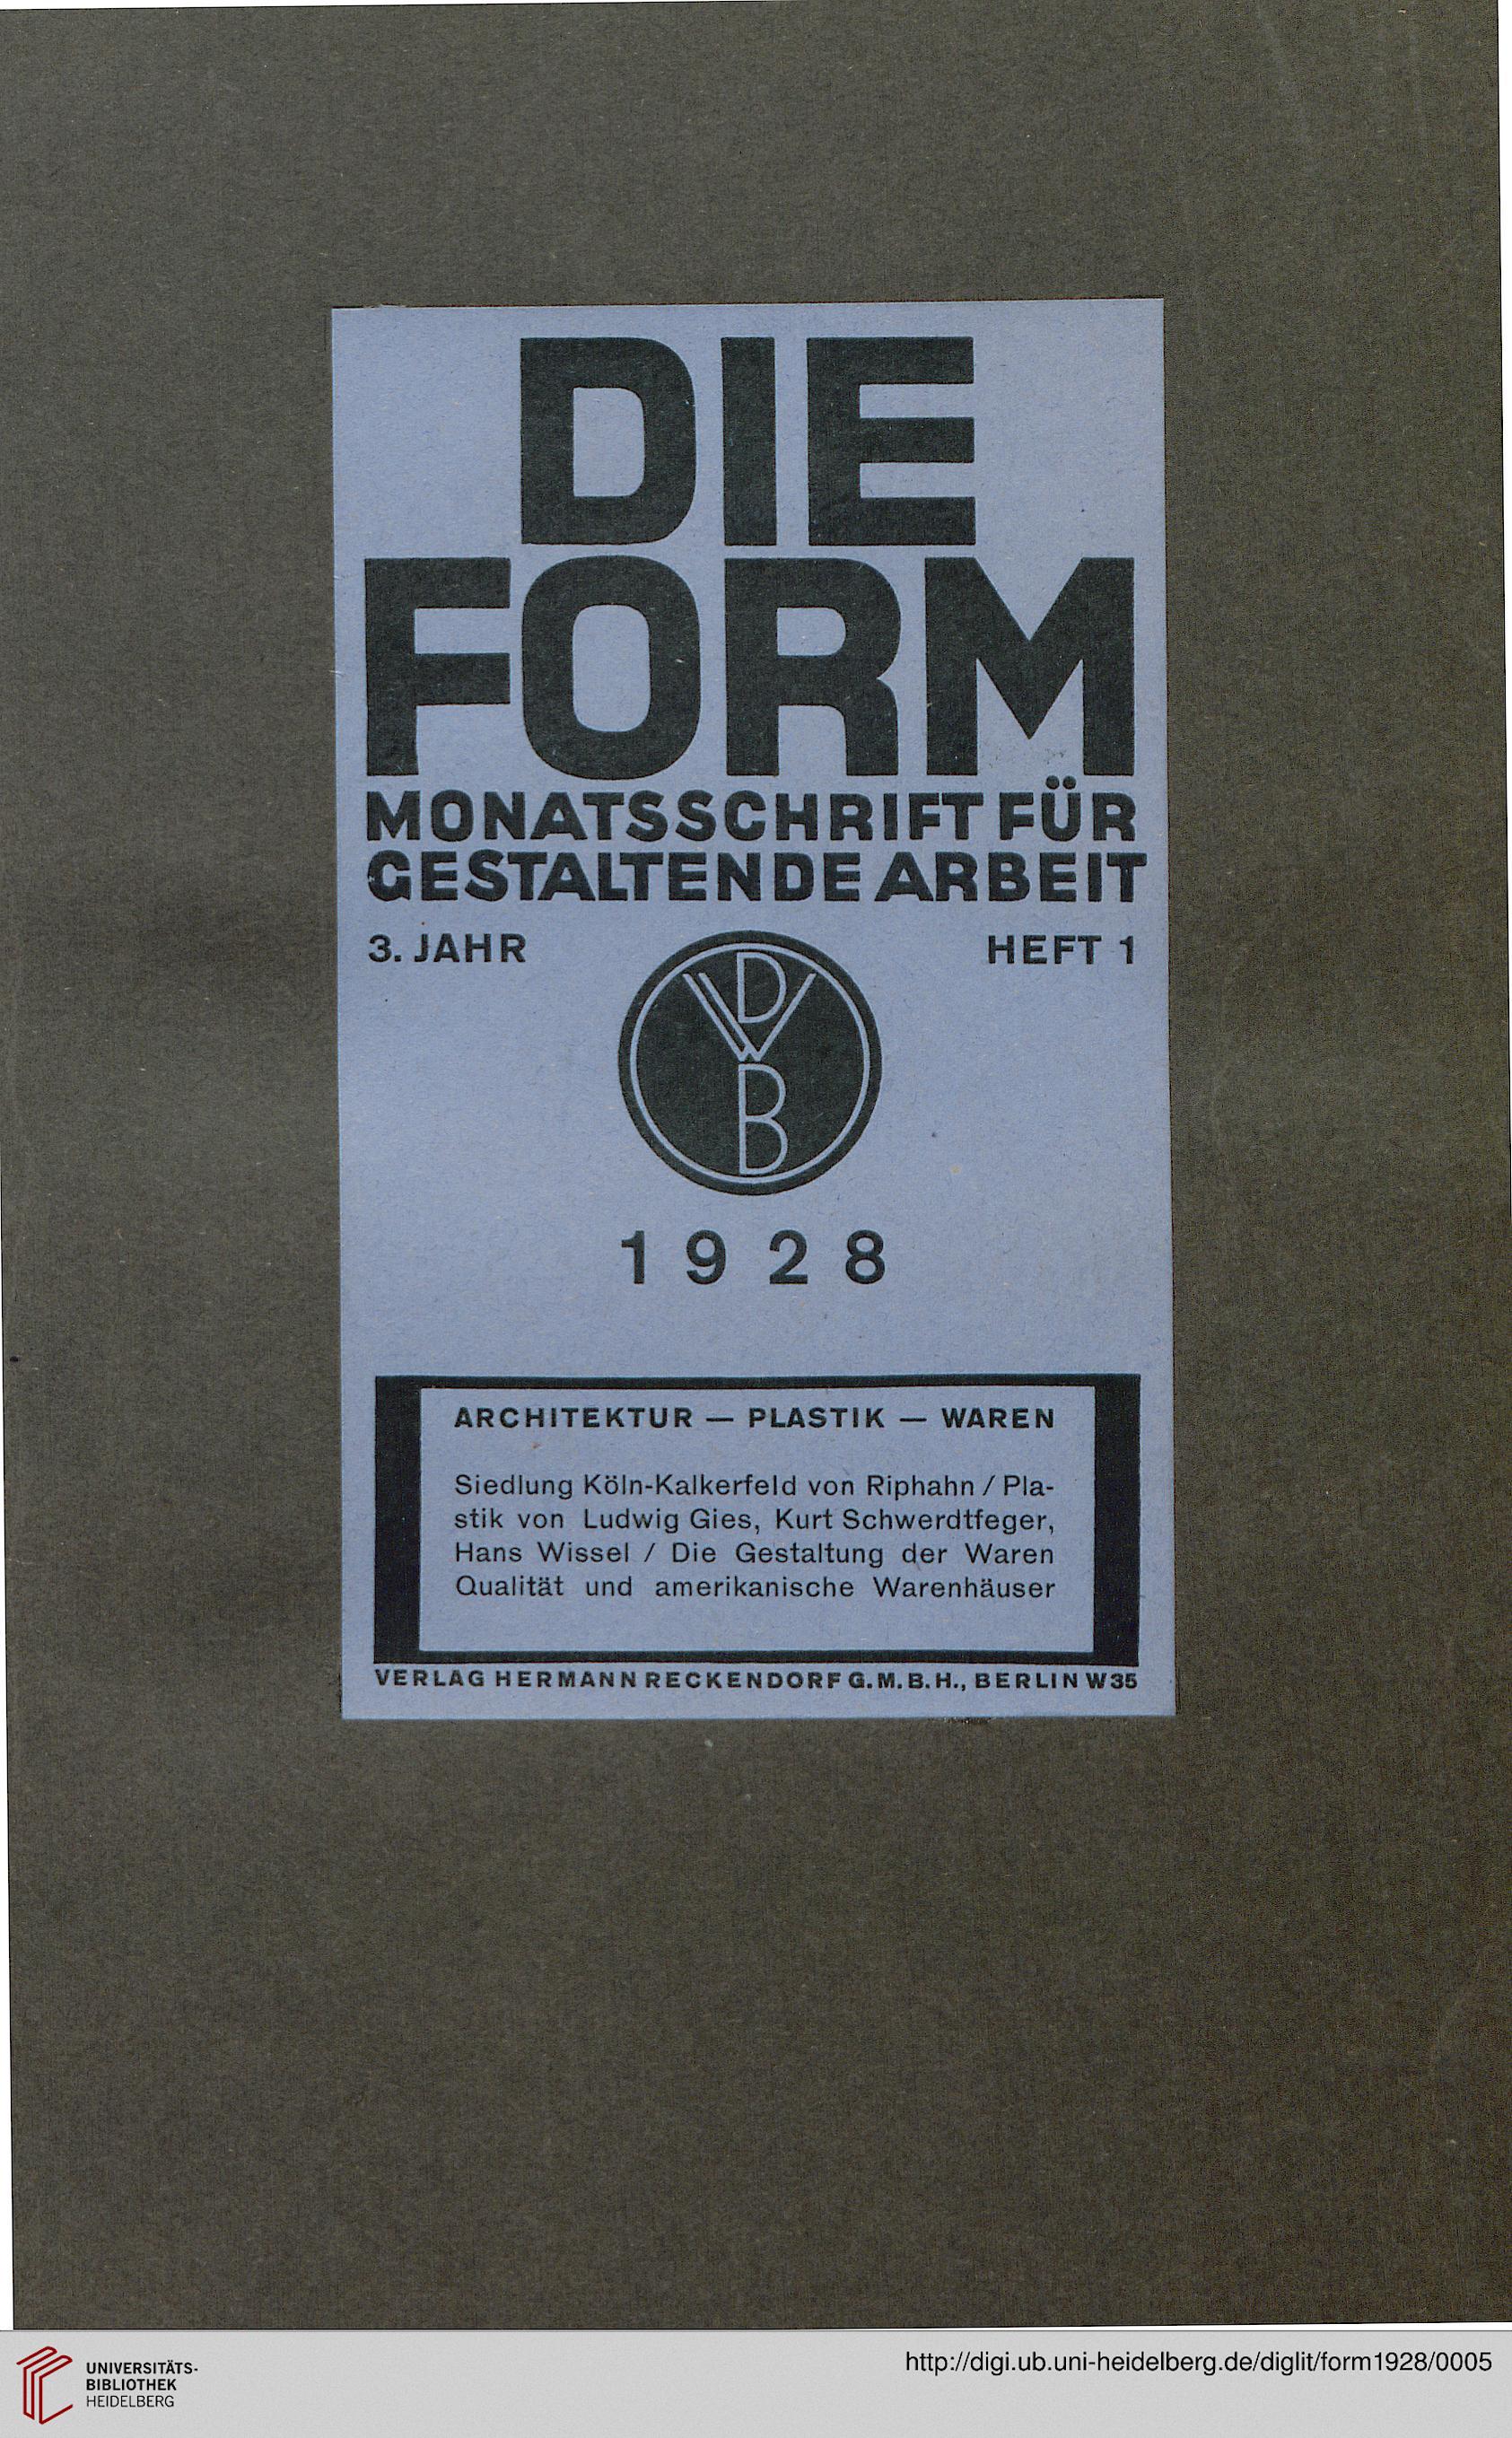 DIE
FORM
MONATSSCHRIFT FÜR
GESTALTENDE ARBEIT
3. JAHR
HEFT 1
D
W
B
1928
ARCHITEKTUR — PLASTIK — WAREN
Siedlung Köln-Kalkerfeld von Riphahn / Pla-
stik von Ludwig Gies, Kurt Schwerdtfeger,
Hans Wissel / Die Gestaltung der Waren
Qualität und amerikanische Warenhäuser
VERLAG HERMANN RECKENDORF G.M.B.H., BERLIN W35
UNIVERSITÄTS-
BIBLIOTHEK
HEIDELBERG
http://digi.ub.uni-heidelberg.de/diglit/form1928/0005